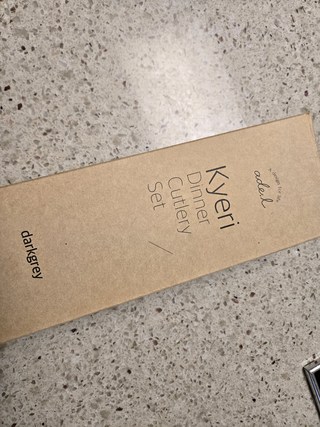 adeil
Kyeri
Dinner
Cutlery
Set
/
darkgrey